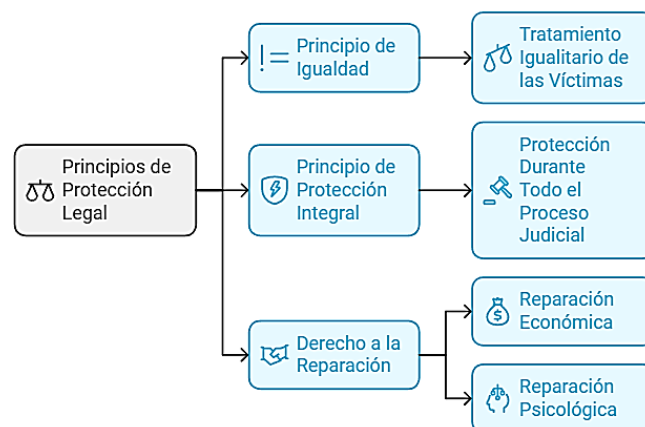 Principios de
Protección
Legal
Principio de
Igualdad
Tratamiento
Igualitario de
las Víctimas
Principio de
Protección
Integral
Protección
Durante
Todo el
Proceso
Judicial
Derecho a la
Reparación
Reparación
Económica
Reparación
Psicológica